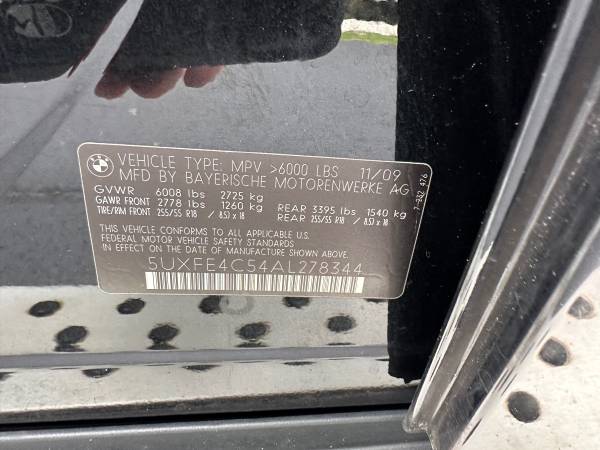 VEHICLE TYPE: MPV >6000 LBS 11/09
MFD BY BAYERISCHE MOTORENWERKE AG
GVWR 6008 lbs 2725 kg
GAWR FRONT 2778 lbs 1260 kg REAR 3395 lbs 1540 kg
TIRE/RIM FRONT 255/55 R18 / 8.5J x 18 REAR 255/55 R18 / 8.5J x 18
THIS VEHICLE CONFORMS TO ALL APPLICABLE U.S.
FEDERAL MOTOR VEHICLE SAFETY STANDARDS IN
EFFECT ON THE DATE OF MANUFACTURE SHOWN ABOVE.
5UXFE4C54AL278344
7-332 476